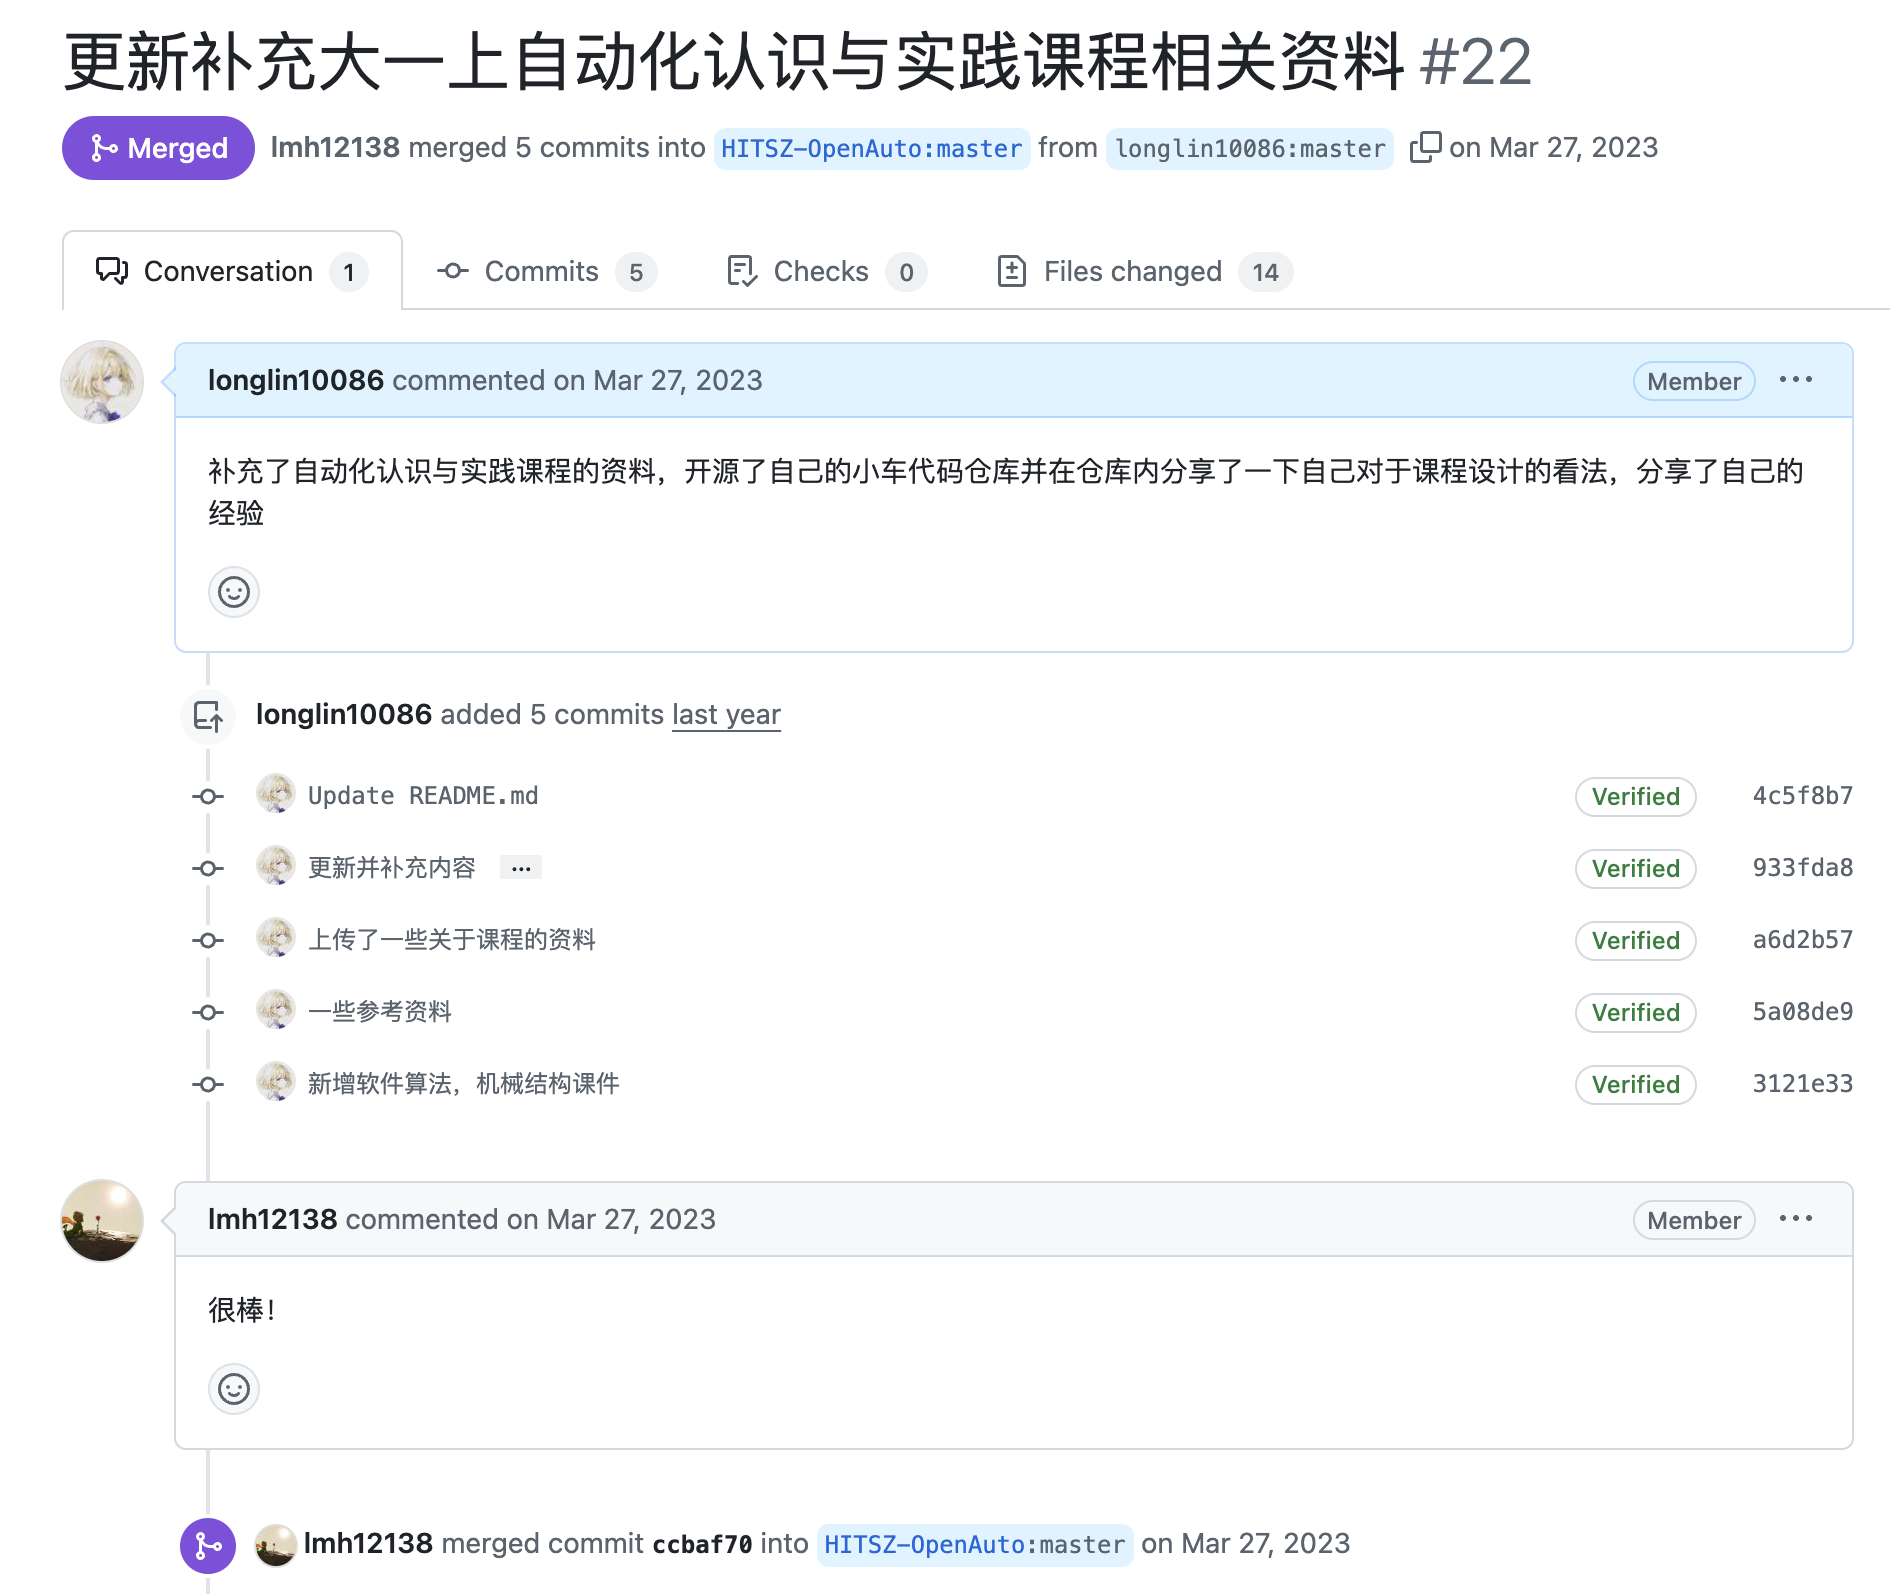 更新补充大一上自动化认识与实践课程相关资料 #22
Merged lmh12138 merged 5 commits into HITSZ-OpenAuto:master from longlin10086:master on Mar 27, 2023
Conversation 1 Commits 5 Checks 0 Files changed 14
longlin10086 commented on Mar 27, 2023 Member ...
补充了自动化认识与实践课程的资料，开源了自己的小车代码仓库并在仓库内分享了一下自己对于课程设计的看法，分享了自己的
经验
longlin10086 added 5 commits last year
Update README.md Verified 4c5f8b7
更新并补充内容 ... Verified 933fda8
上传了一些关于课程的资料 Verified a6d2b57
一些参考资料 Verified 5a08de9
新增软件算法，机械结构课件 Verified 3121e33
lmh12138 commented on Mar 27, 2023 Member ...
很棒！
lmh12138 merged commit ccbaf70 into HITSZ-OpenAuto:master on Mar 27, 2023